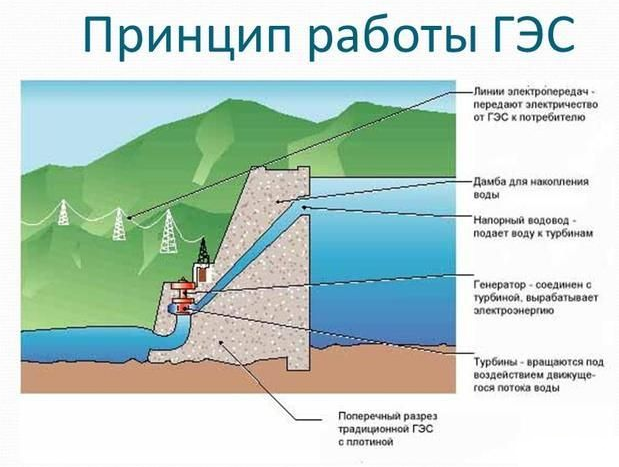 Принцип работы ГЭС
Линии электропередач -
передают электричество
от ГЭС к потребителю
Дамба для накопления
воды
Напорный водовод -
подает воду к турбинам
Генератор - соединен с
турбиной, вырабатывает
электроэнергию
Турбины - вращаются под
воздействием движуще-
гося потока воды
Поперечный разрез
традиционной ГЭС
с плотиной